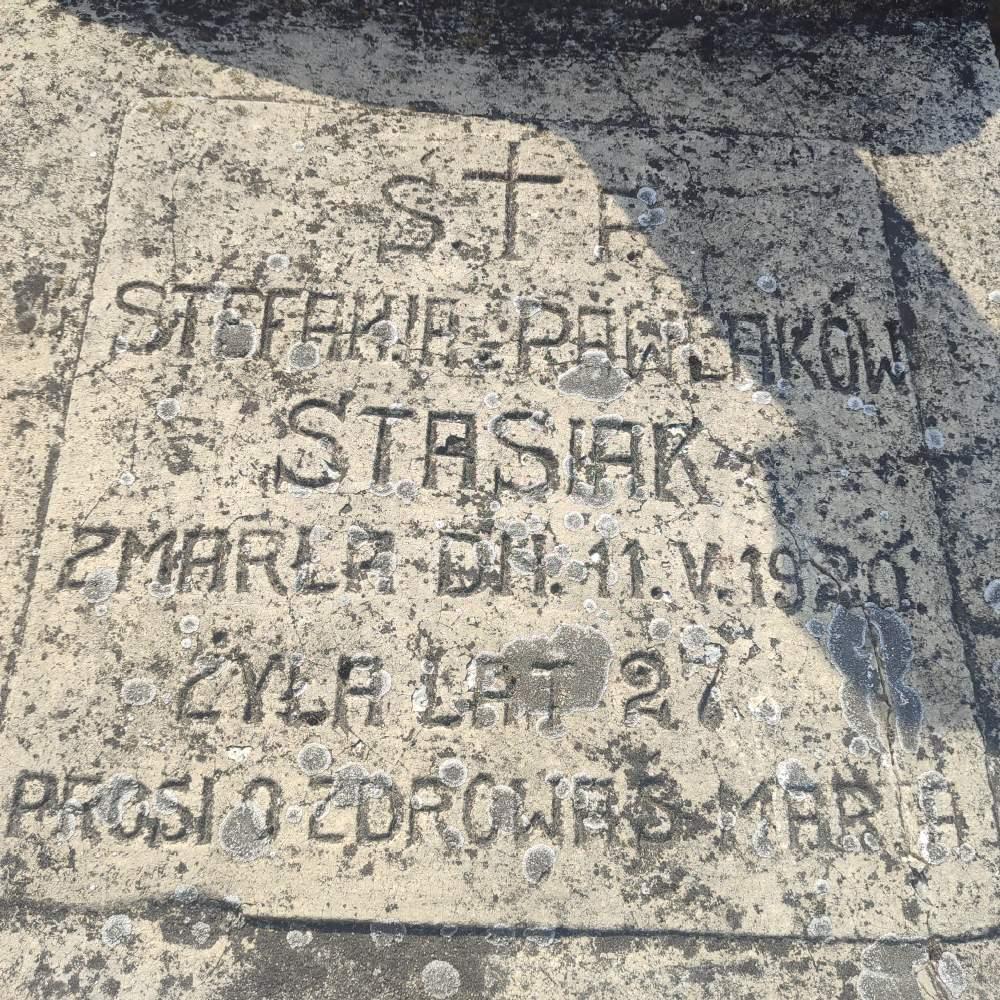 S † P
STEFANIA z PAWLAKÓW
STASIAK
ZMARŁA DN. 11.V.1920.
ŻYŁA LAT 27
PROSI O ZDROWAŚ MARIA